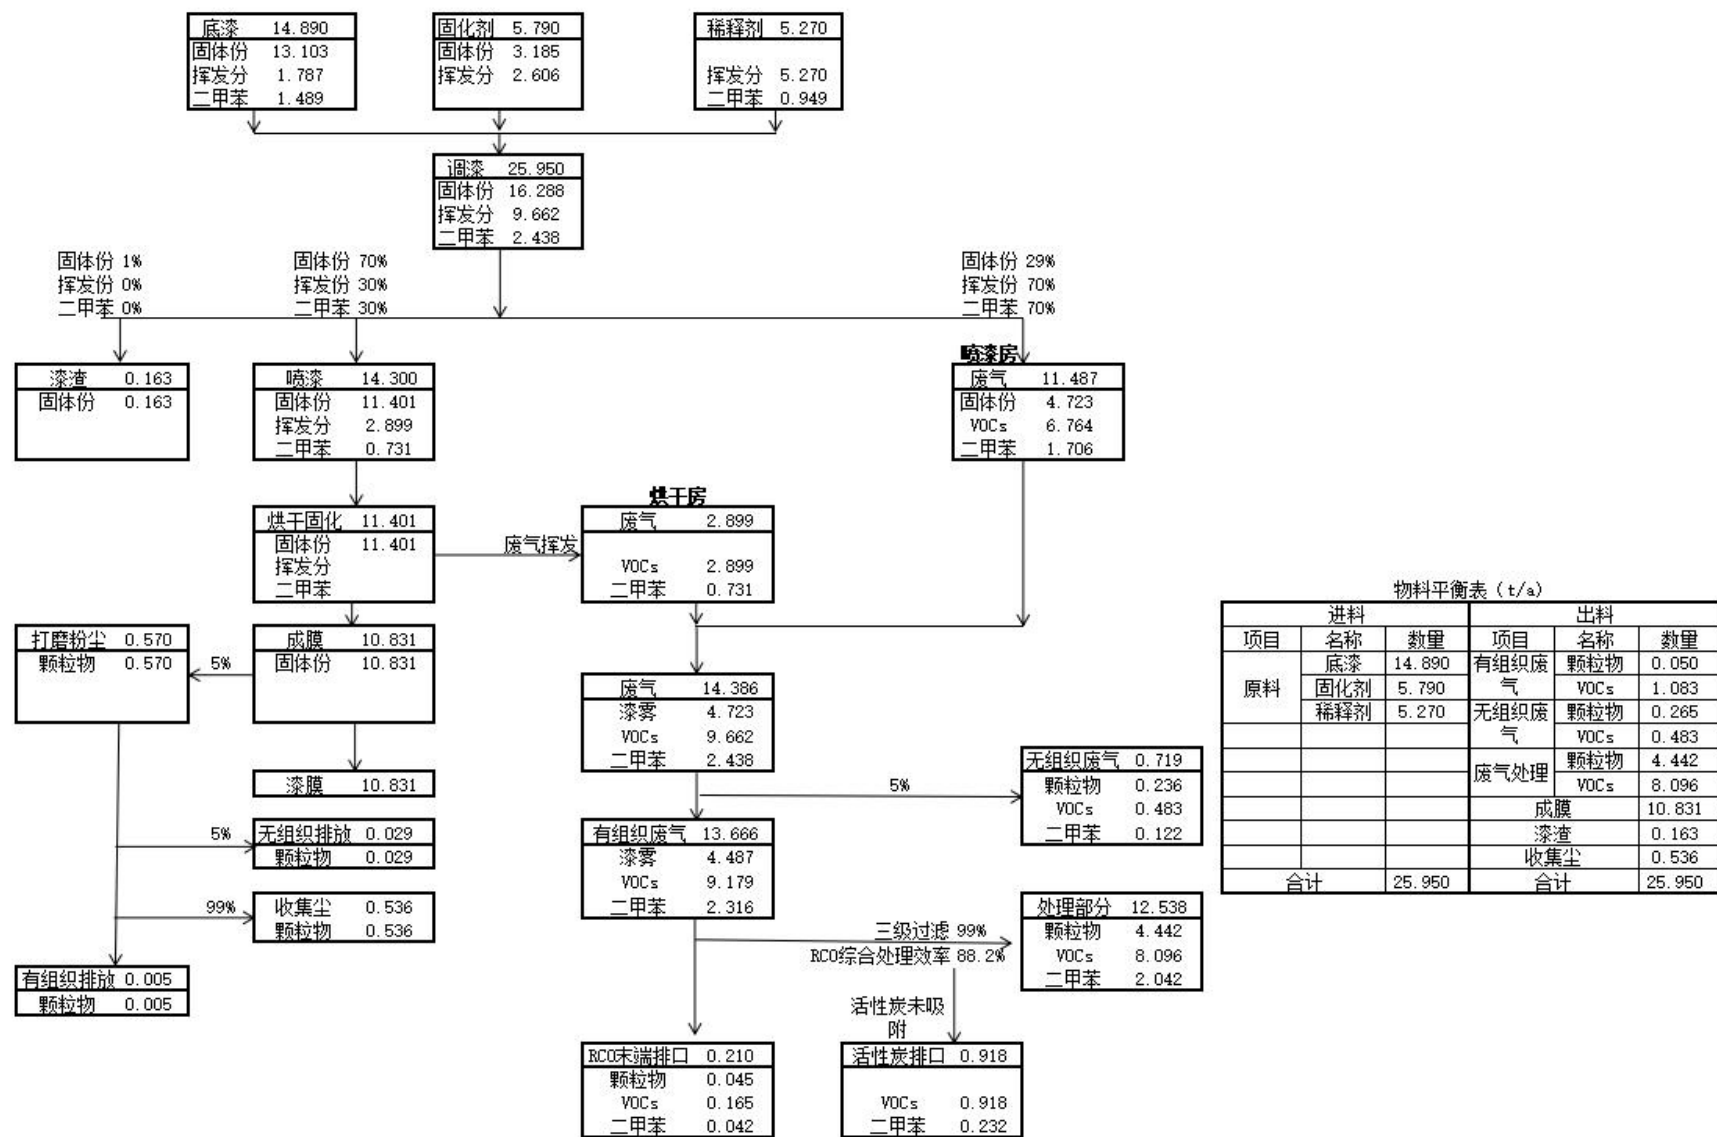 底漆 14.890
固体份 13.103
挥发分 1.787
二甲苯 1.489
固化剂 5.790
固体份 3.185
挥发分 2.606
稀释剂 5.270
挥发分 5.270
二甲苯 0.949
调漆 25.950
固体份 16.288
挥发分 9.662
二甲苯 2.438
固体份 1%
挥发份 0%
二甲苯 0%
固体份 70%
挥发份 30%
二甲苯 30%
固体份 29%
挥发份 70%
二甲苯 70%
漆渣 0.163
固体份 0.163
喷漆 14.300
固体份 11.401
挥发分 2.899
二甲苯 0.731
喷漆房
废气 11.487
固体份 4.723
VOCs 6.764
二甲苯 1.706
烘干固化 11.401
固体份 11.401
挥发分
二甲苯
废气挥发
烘干房
废气 2.899
VOCs 2.899
二甲苯 0.731
打磨粉尘 0.570
颗粒物 0.570
5%
成膜 10.831
固体份 10.831
废气 14.386
漆雾 4.723
VOCs 9.662
二甲苯 2.438
漆膜 10.831
5%
无组织废气 0.719
颗粒物 0.236
VOCs 0.483
二甲苯 0.122
5%
无组织排放 0.029
颗粒物 0.029
有组织废气 13.666
漆雾 4.487
VOCs 9.179
二甲苯 2.316
99%
收集尘 0.536
颗粒物 0.536
三级过滤 99%
RCO综合处理效率 88.2%
处理部分 12.538
颗粒物 4.442
VOCs 8.096
二甲苯 2.042
有组织排放 0.005
颗粒物 0.005
活性炭未吸
附
RCO末端排口 0.210
颗粒物 0.045
VOCs 0.165
二甲苯 0.042
活性炭排口 0.918
VOCs 0.918
二甲苯 0.232
物料平衡表（t/a）
进料 出料
项目 名称 数量 项目 名称 数量
原料 底漆 14.890 有组织废气 颗粒物 0.050
固化剂 5.790 VOCs 1.083
稀释剂 5.270 无组织废气 颗粒物 0.265
VOCs 0.483
废气处理 颗粒物 4.442
VOCs 8.096
成膜 10.831
漆渣 0.163
收集尘 0.536
合计 25.950 合计 25.950